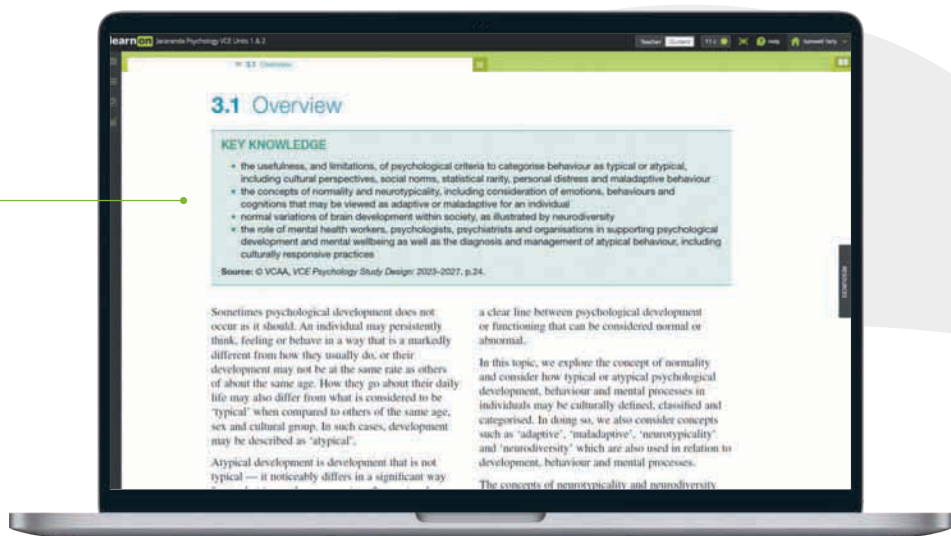 learnon Jacaranda Psychology VCE Units 1 & 2
Teacher Student Help
3.1 Overview
3.1 Overview
KEY KNOWLEDGE
• the usefulness, and limitations, of psychological criteria to categorise behaviour as typical or atypical,
including cultural perspectives, social norms, statistical rarity, personal distress and maladaptive behaviour
• the concepts of normality and neurotypicality, including consideration of emotions, behaviours and
cognitions that may be viewed as adaptive or maladaptive for an individual
• normal variations of brain development within society, as illustrated by neurodiversity
• the role of mental health workers, psychologists, psychiatrists and organisations in supporting psychological
development and mental wellbeing as well as the diagnosis and management of atypical behaviour, including
culturally responsive practices
Source: © VCAA, VCE Psychology Study Design: 2023–2027, p.24.
Sometimes psychological development does not
occur as it should. An individual may persistently
think, feeling or behave in a way that is a markedly
different from how they usually do, or their
development may not be at the same rate as others
of about the same age. How they go about their daily
life may also differ from what is considered to be
‘typical’ when compared to others of the same age,
sex and cultural group. In such cases, development
may be described as ‘atypical’.
Atypical development is development that is not
typical — it noticeably differs in a significant way
a clear line between psychological development
or functioning that can be considered normal or
abnormal.
In this topic, we explore the concept of normality
and consider how typical or atypical psychological
development, behaviour and mental processes in
individuals may be culturally defined, classified and
categorised. In doing so, we also consider concepts
such as ‘adaptive’, ‘maladaptive’, ‘neurotypicality’
and ‘neurodiversity’ which are also used in relation to
development, behaviour and mental processes.
The concepts of neurotypicality and neurodiversity
RESOURCES